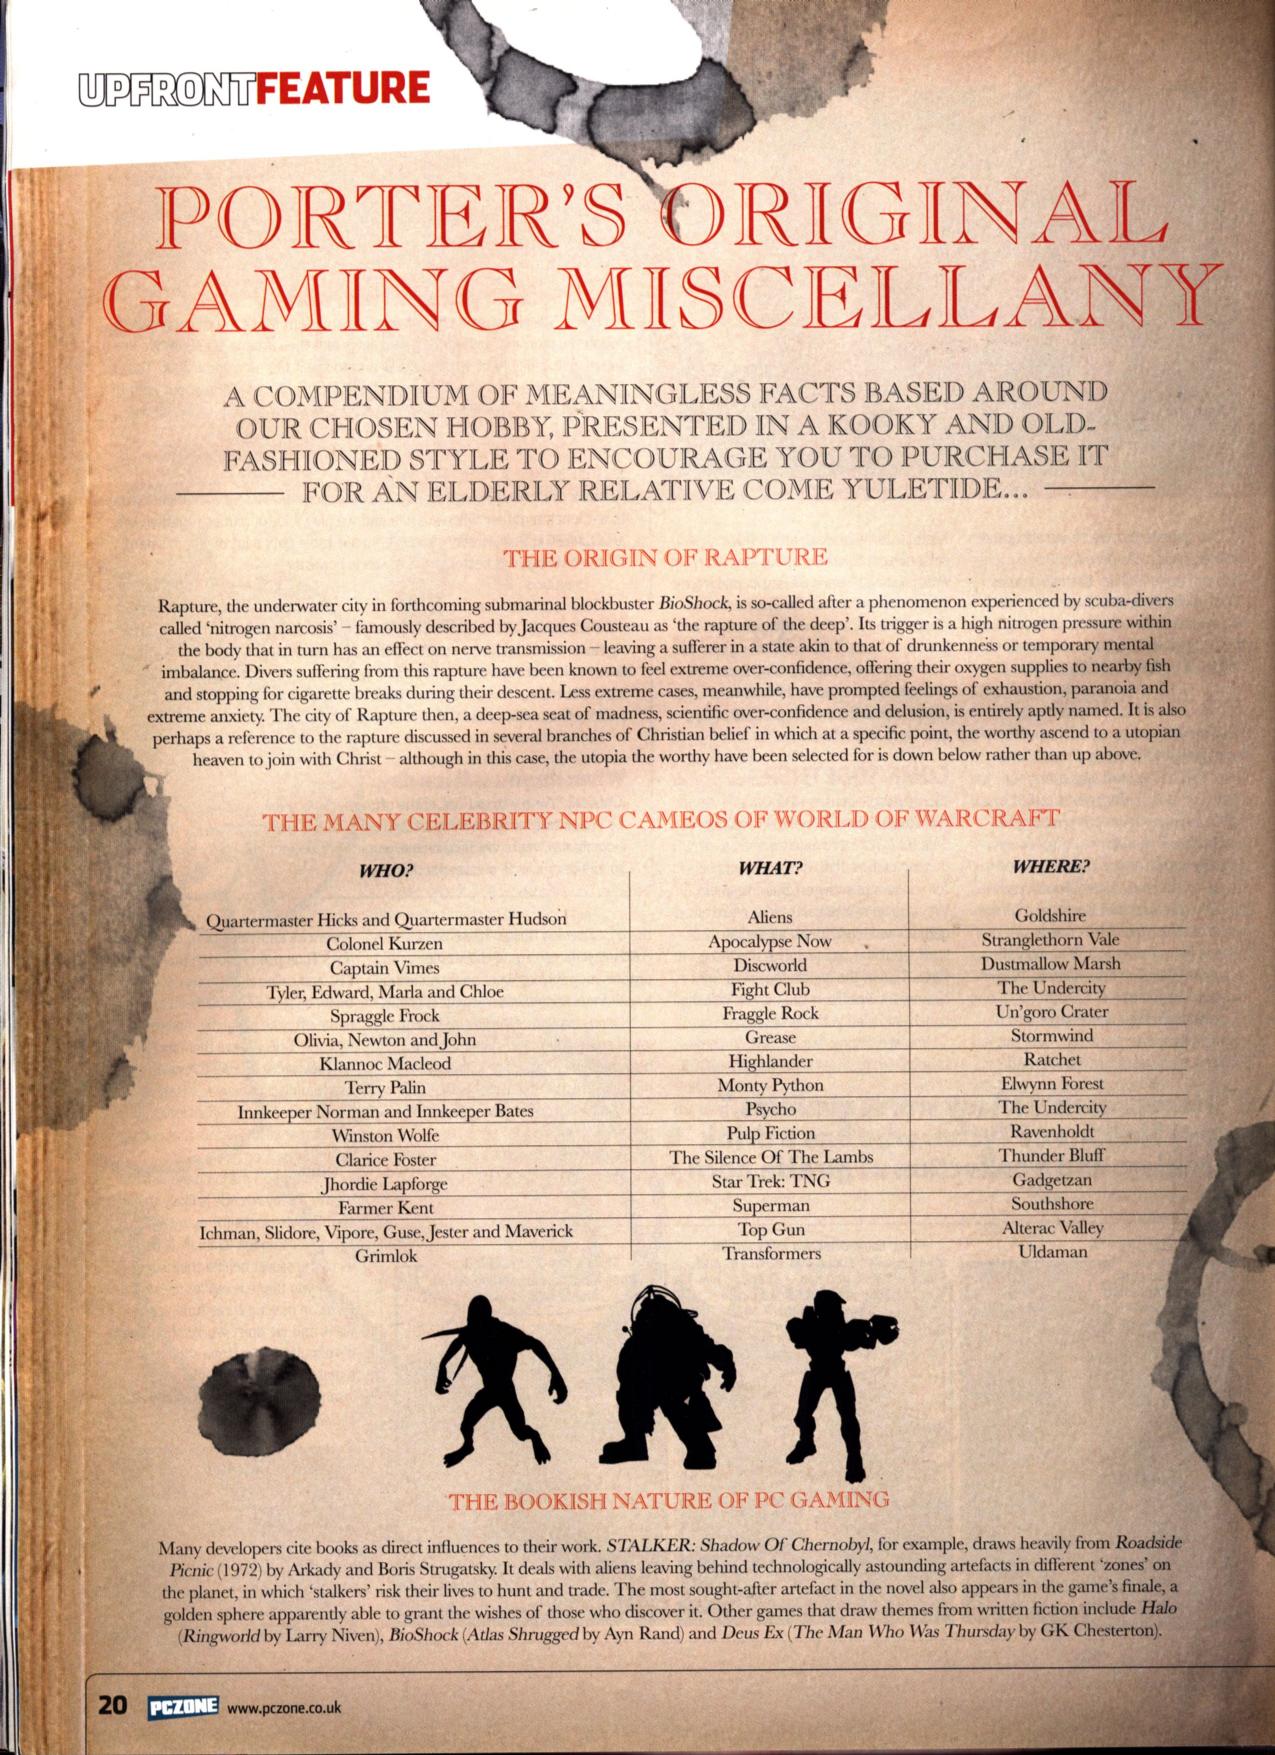 UPFRONTFEATURE
PORTER'S ORIGINAL
GAMING MISCELLANY
A COMPENDIUM OF MEANINGLESS FACTS BASED AROUND
OUR CHOSEN HOBBY, PRESENTED IN A KOOKY AND OLD-
FASHIONED STYLE TO ENCOURAGE YOU TO PURCHASE IT
FOR AN ELDERLY RELATIVE COME YULETIDE...
THE ORIGIN OF RAPTURE
Rapture, the underwater city in forthcoming submarinal blockbuster BioShock, is so-called after a phenomenon experienced by scuba-divers
called 'nitrogen narcosis' – famously described by Jacques Cousteau as 'the rapture of the deep'. Its trigger is a high nitrogen pressure within
the body that in turn has an effect on nerve transmission – leaving a sufferer in a state akin to that of drunkenness or temporary mental
imbalance. Divers suffering from this rapture have been known to feel extreme over-confidence, offering their oxygen supplies to nearby fish
and stopping for cigarette breaks during their descent. Less extreme cases, meanwhile, have prompted feelings of exhaustion, paranoia and
extreme anxiety. The city of Rapture then, a deep-sea seat of madness, scientific over-confidence and delusion, is entirely aptly named. It is also
perhaps a reference to the rapture discussed in several branches of Christian belief in which at a specific point, the worthy ascend to a utopian
heaven to join with Christ – although in this case, the utopia the worthy have been selected for is down below rather than up above.
THE MANY CELEBRITY NPC CAMEOS OF WORLD OF WARCRAFT
WHO? WHAT? WHERE?
Quartermaster Hicks and Quartermaster Hudson Aliens Goldshire
Colonel Kurzen Apocalypse Now Stranglethorn Vale
Captain Vimes Discworld Dustmallow Marsh
Tyler, Edward, Marla and Chloe Fight Club The Undercity
Spraggle Frock Fraggle Rock Un'goro Crater
Olivia, Newton and John Grease Stormwind
Klannoc Macleod Highlander Ratchet
Terry Palin Monty Python Elwynn Forest
Innkeeper Norman and Innkeeper Bates Psycho The Undercity
Winston Wolfe Pulp Fiction Ravenholdt
Clarice Foster The Silence Of The Lambs Thunder Bluff
Jhordie Lapforge Star Trek: TNG Gadgetzan
Farmer Kent Superman Southshore
Ichman, Slidore, Vipore, Guse, Jester and Maverick Top Gun Alterac Valley
Grimlok Transformers Uldaman
THE BOOKISH NATURE OF PC GAMING
Many developers cite books as direct influences to their work. STALKER: Shadow Of Chernobyl, for example, draws heavily from Roadside
Picnic (1972) by Arkady and Boris Strugatsky. It deals with aliens leaving behind technologically astounding artefacts in different 'zones' on
the planet, in which 'stalkers' risk their lives to hunt and trade. The most sought-after artefact in the novel also appears in the game's finale, a
golden sphere apparently able to grant the wishes of those who discover it. Other games that draw themes from written fiction include Halo
(Ringworld by Larry Niven), BioShock (Atlas Shrugged by Ayn Rand) and Deus Ex (The Man Who Was Thursday by GK Chesterton).
20 PCZONE www.pczone.co.uk